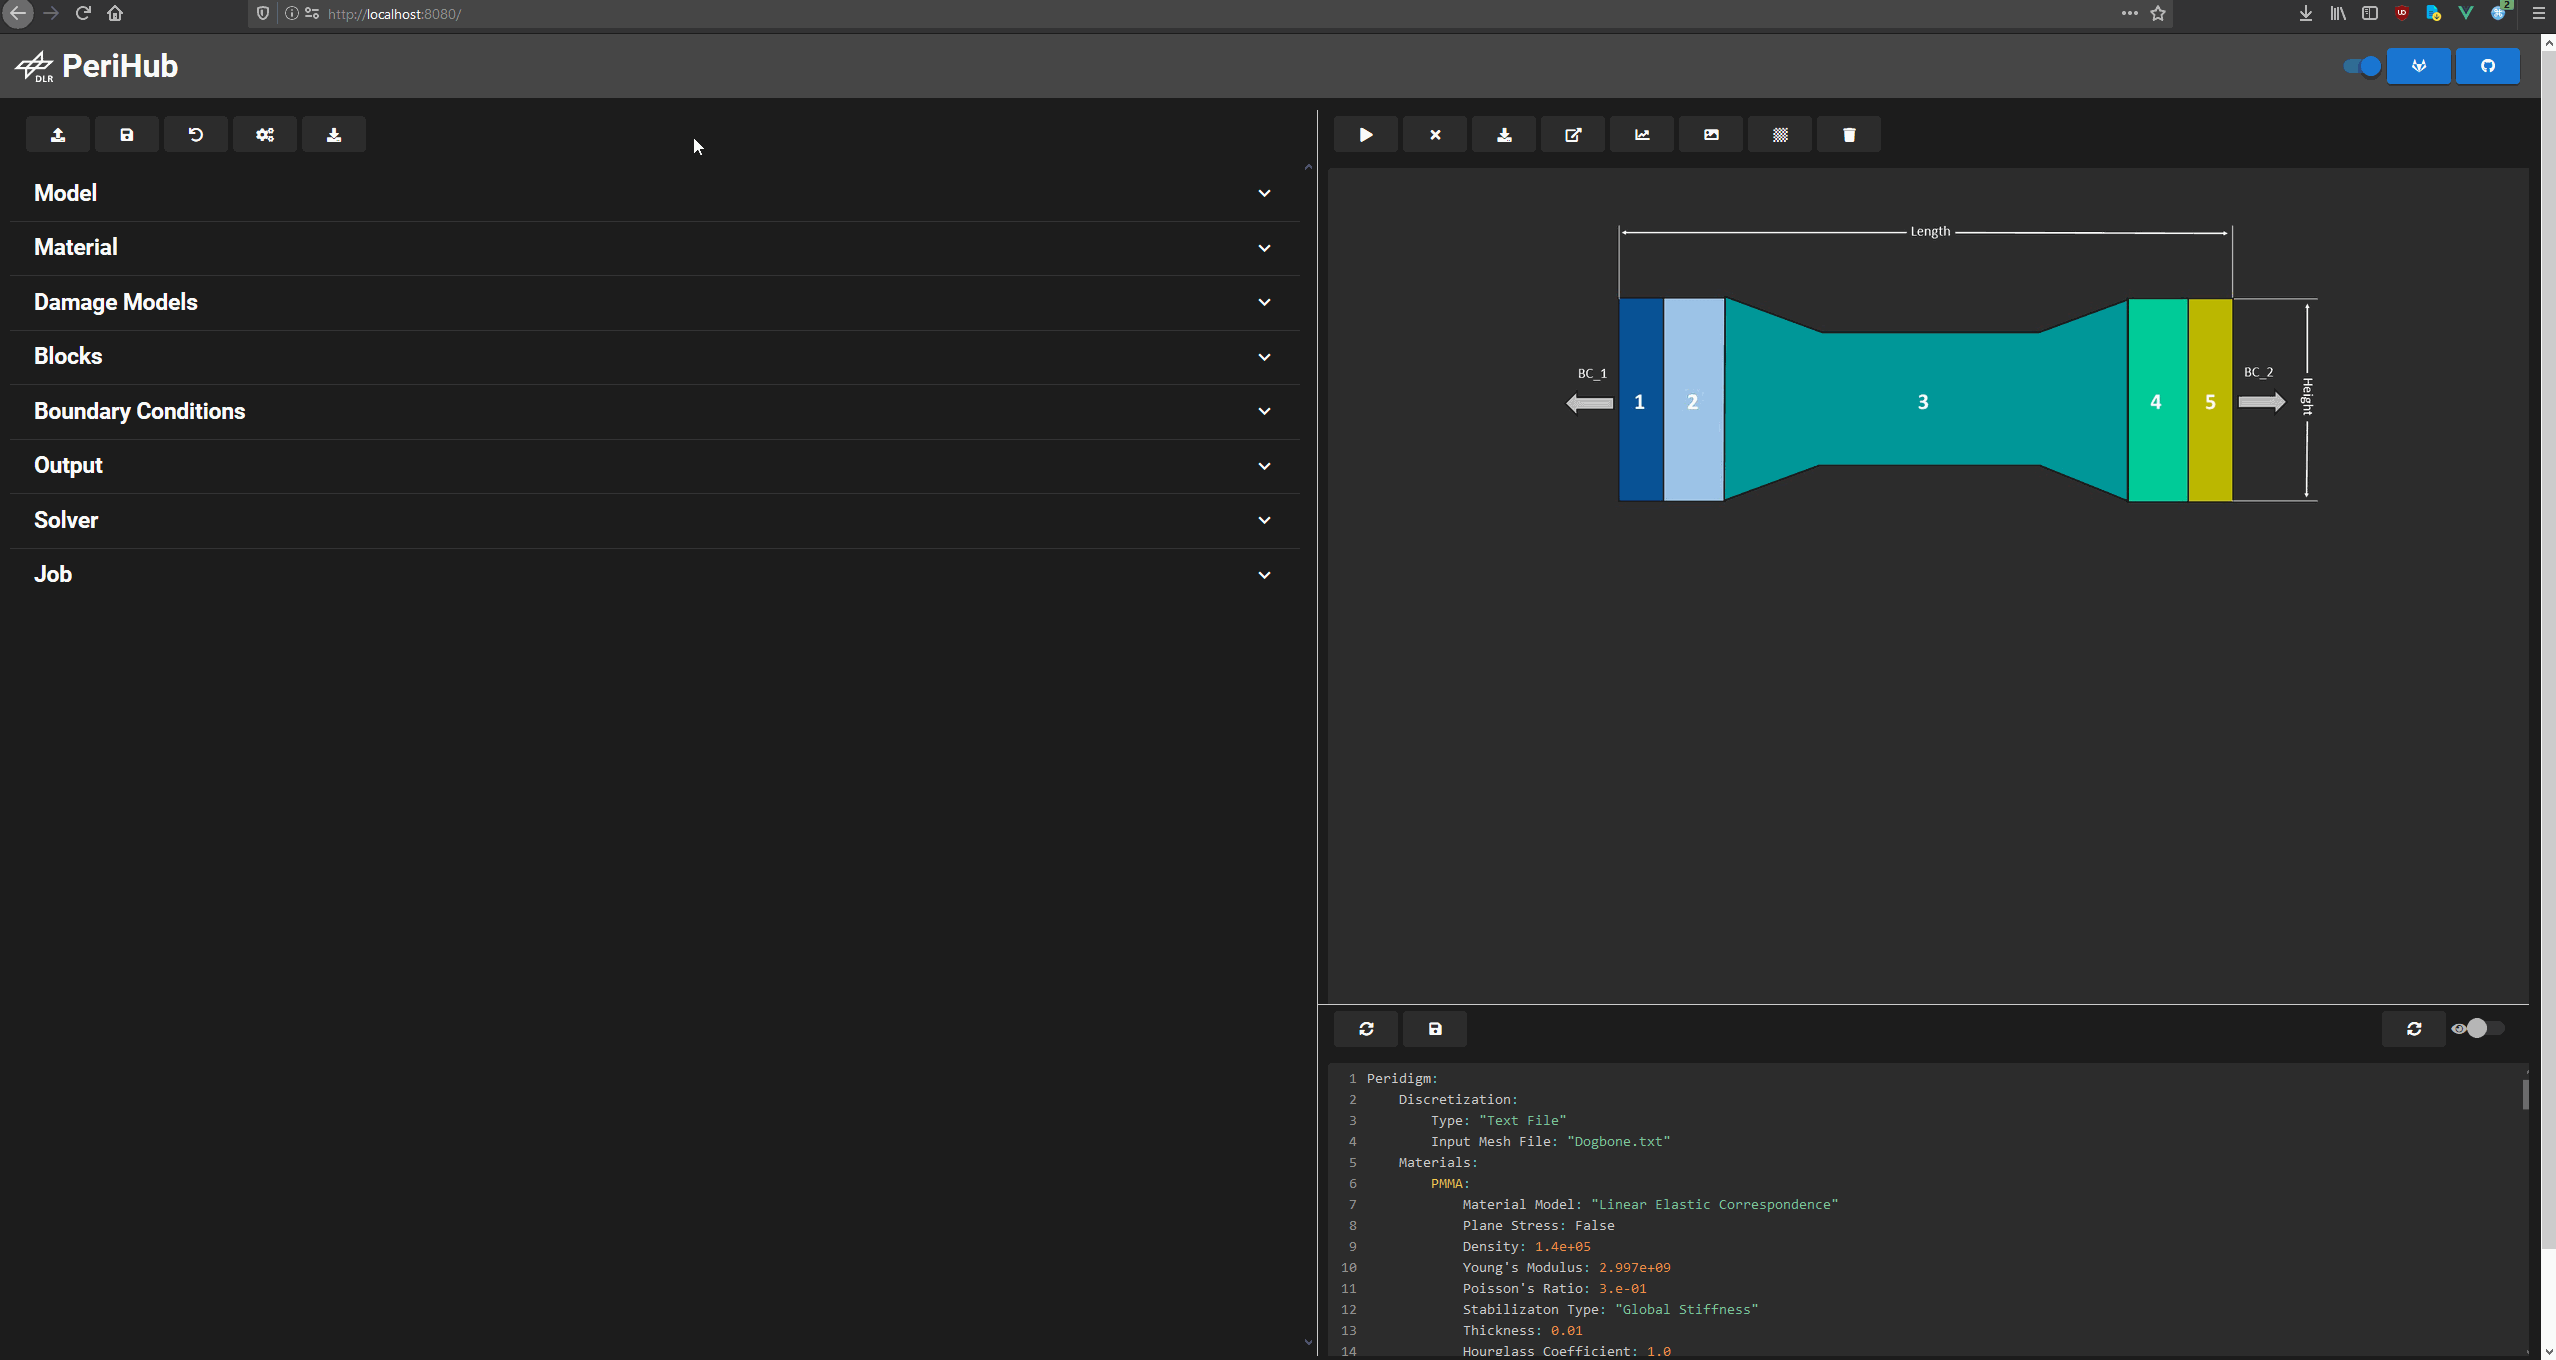 http://localhost:8080/
2
DLR PeriHub
Model
Material
Damage Models
Blocks
Boundary Conditions
Output
Solver
Job
Length
BC_1
1
2
3
4
5
BC_2
Height
1 Peridigm:
2 Discretization:
3 Type: "Text File"
4 Input Mesh File: "Dogbone.txt"
5 Materials:
6 PMMA:
7 Material Model: "Linear Elastic Correspondence"
8 Plane Stress: False
9 Density: 1.4e+05
10 Young's Modulus: 2.997e+09
11 Poisson's Ratio: 3.e-01
12 Stabilizaton Type: "Global Stiffness"
13 Thickness: 0.01
14 Hourglass Coefficient: 1.0